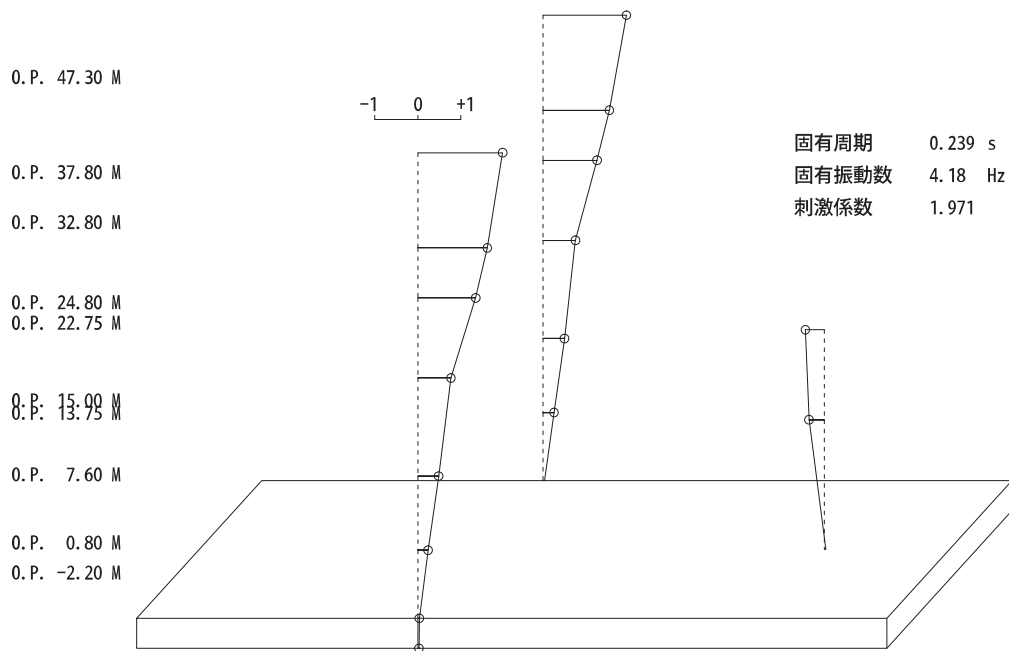 O.P. 47.30 M
-1 0 +1
固有周期 0.239 s
O.P. 37.80 M
固有振動数 4.18 Hz
刺激係数 1.971
O.P. 32.80 M
O.P. 24.80 M
O.P. 22.75 M
O.P. 15.00 M
O.P. 13.75 M
O.P. 7.60 M
O.P. 0.80 M
O.P. -2.20 M